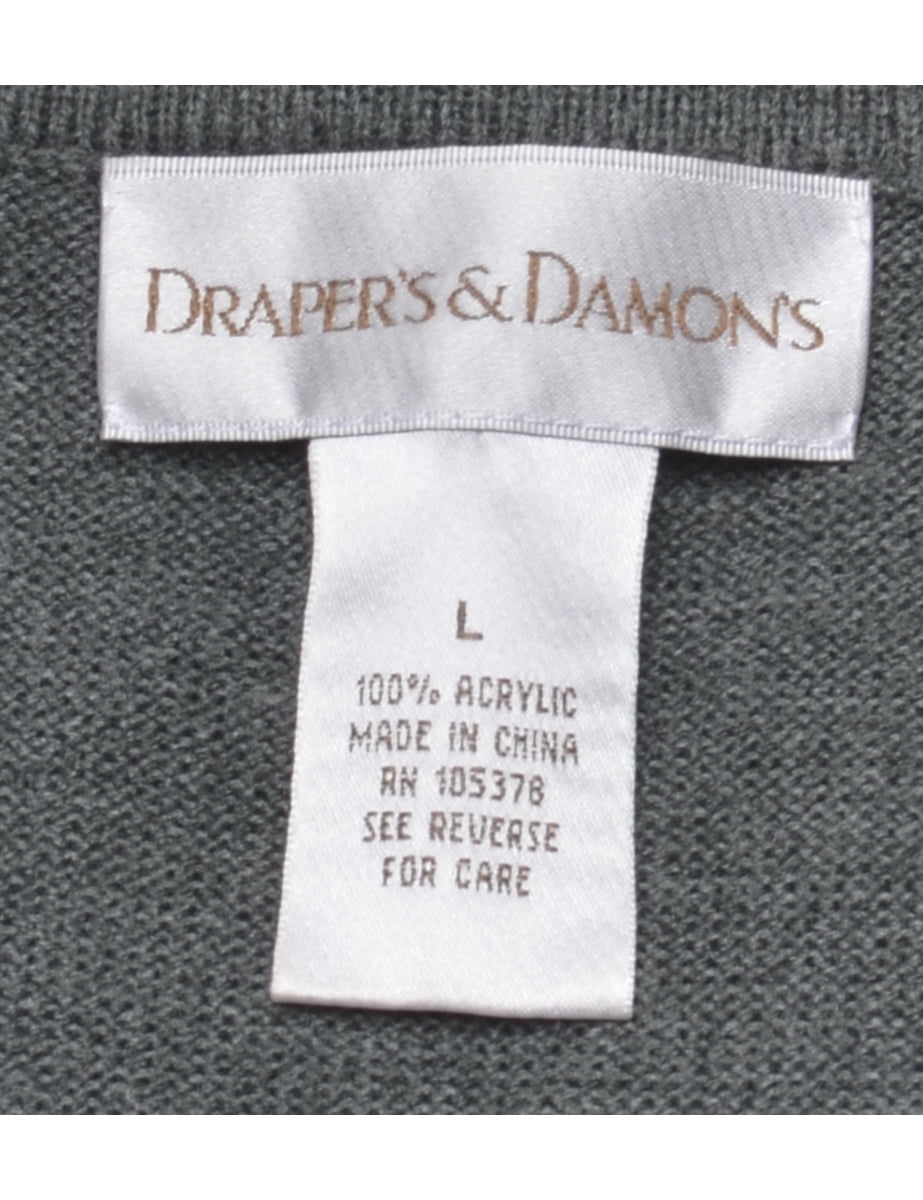 DRAPER'S & DAMON'S
L
100% ACRYLIC
MADE IN CHINA
RN 105378
SEE REVERSE
FOR CARE